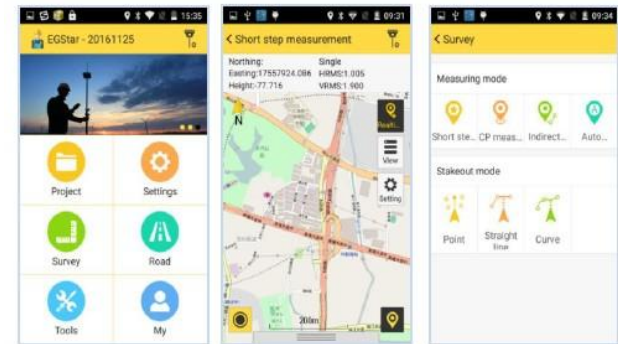 15:35
EGStar - 20161125
Project
Settings
Survey
Road
Tools
My
09:31
Short step measurement
Northing:
Single
Easting:17557924.086
HRMS:1.005
Height:-77.716
VRMS:1.900
N
View
Setting
200m
09:34
Survey
Measuring mode
Short ste...
CP meas...
Indirect...
Auto...
Stakeout mode
Point
Straight
line
Curve